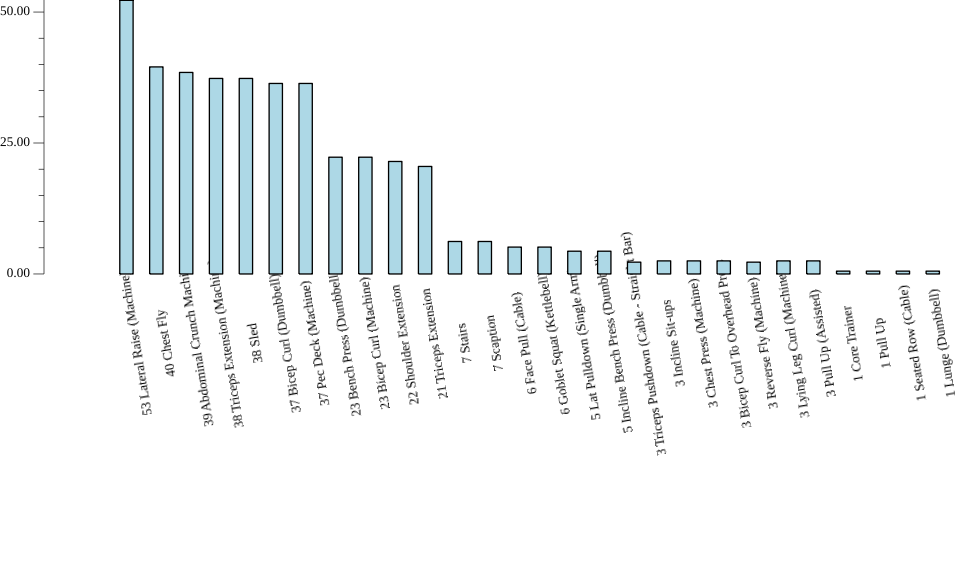 50.00
25.00
0.00
53 Lateral Raise (Machine
40 Chest Fly
39 Abdominal Crunch Machi
38 Triceps Extension (Machin
38 Sled
37 Bicep Curl (Dumbbell)
37 Pec Deck (Machine)
23 Bench Press (Dumbbell
23 Bicep Curl (Machine)
22 Shoulder Extension
21 Triceps Extension
7 Stairs
7 Scaption
6 Face Pull (Cable)
6 Goblet Squat (Kettlebell
5 Lat Pulldown (Single Arm
5 Incline Bench Press (Dumbb
3 Triceps Pushdown (Cable - Straight Bar)
3 Incline Sit-ups
3 Chest Press (Machine)
3 Bicep Curl To Overhead Pr
3 Reverse Fly (Machine)
3 Lying Leg Curl (Machine
3 Pull Up (Assisted)
1 Core Trainer
1 Pull Up
1 Seated Row (Cable)
1 Lunge (Dumbbell)